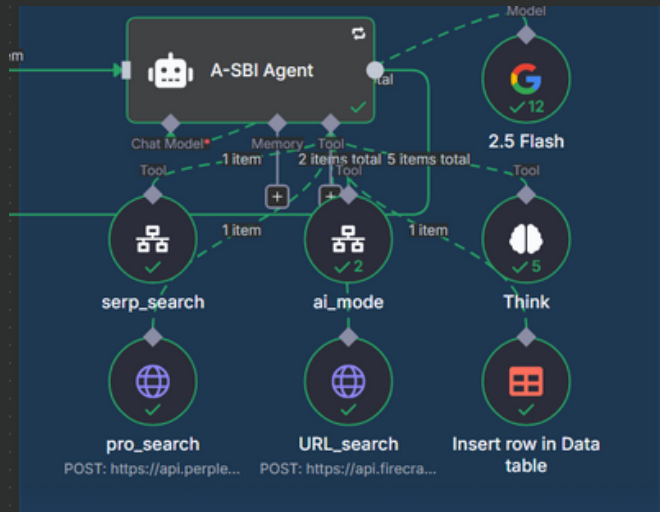 Model
em
A-SBI Agent
tal
12
2.5 Flash
Chat Model*
Memory
Tool
1 item
2 items total
5 items total
Tool
Tool
Tool
1 item
1 item
2
5
serp_search
ai_mode
Think
pro_search
URL_search
Insert row in Data
table
POST: https://api.perple...
POST: https://api.firecra...